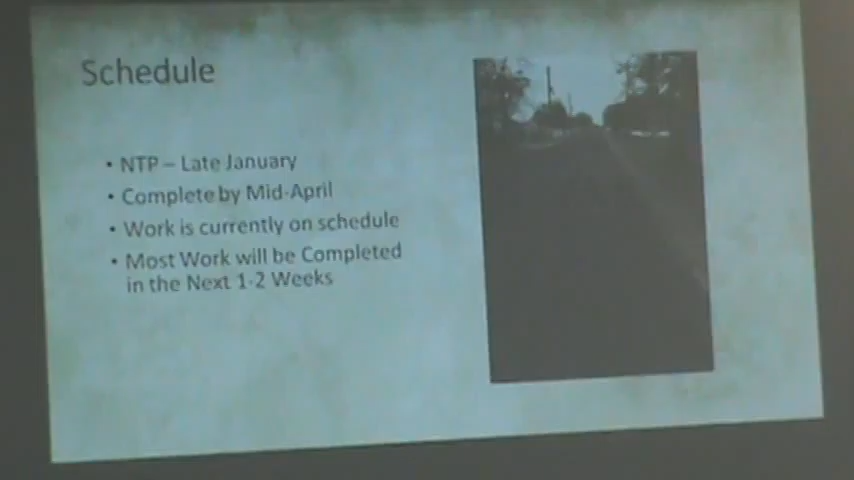 Schedule
• NTP – Late January
• Complete by Mid-April
• Work is currently on schedule
• Most Work will be Completed
in the Next 1-2 Weeks